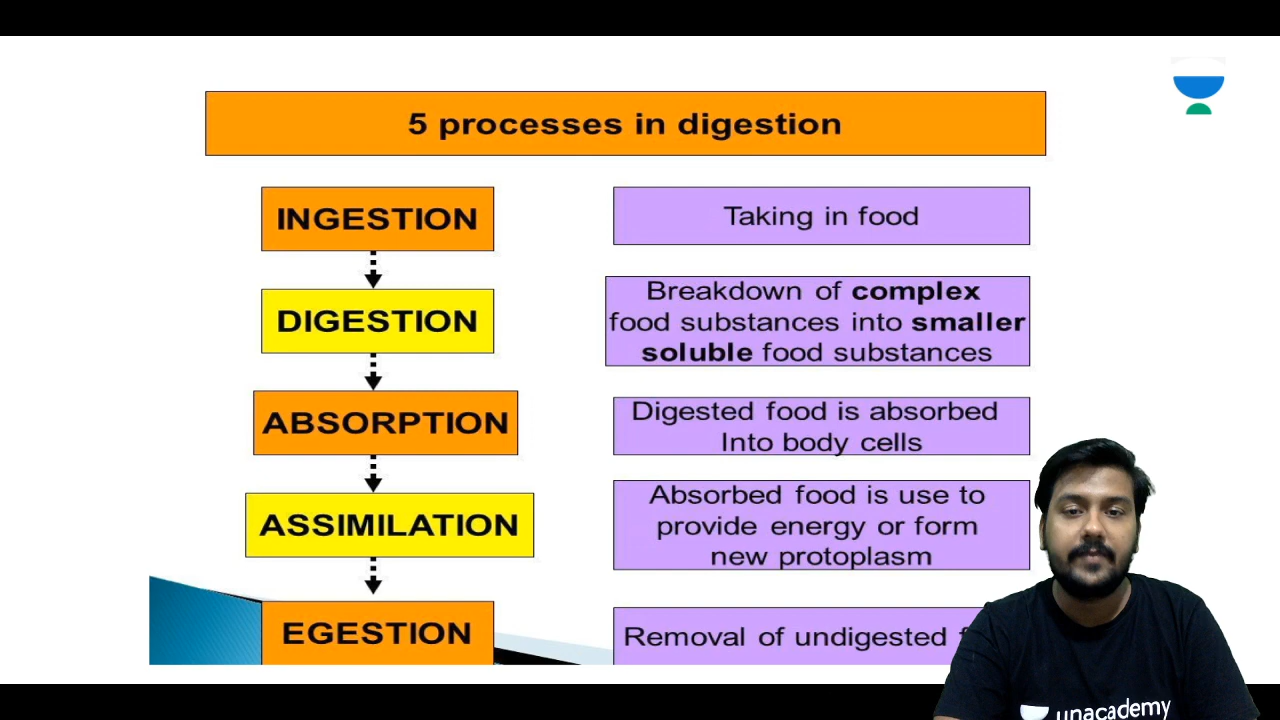 5 processes in digestion
INGESTION
Taking in food
DIGESTION
Breakdown of complex
food substances into smaller
soluble food substances
ABSORPTION
Digested food is absorbed
Into body cells
ASSIMILATION
Absorbed food is use to
provide energy or form
new protoplasm
EGESTION
Removal of undigested
unacademy